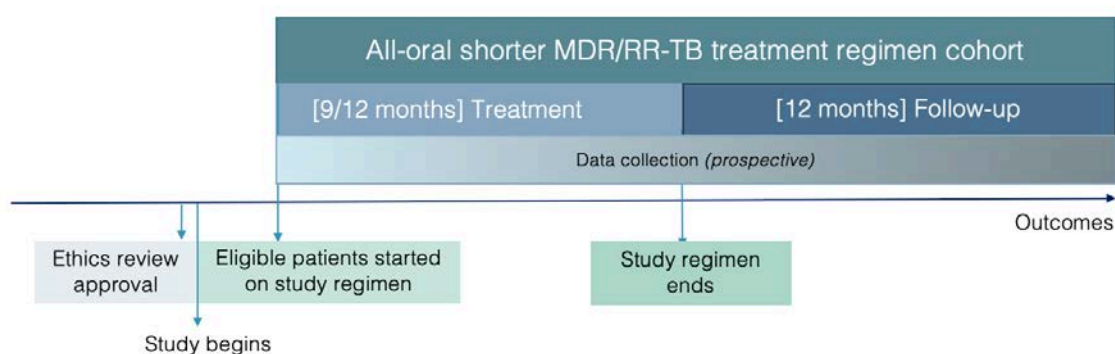 All-oral shorter MDR/RR-TB treatment regimen cohort
[9/12 months] Treatment
[12 months] Follow-up
Data collection (prospective)
Outcomes
Ethics review
approval
Eligible patients started
on study regimen
Study regimen
ends
Study begins